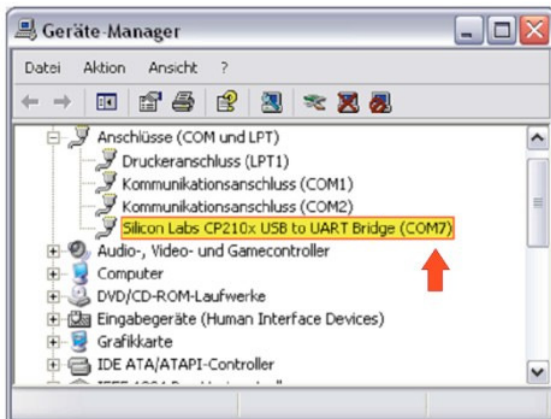 Geräte-Manager
Datei Aktion Ansicht ?
Anschlüsse (COM und LPT)
Druckeranschluss (LPT1)
Kommunikationsanschluss (COM1)
Kommunikationsanschluss (COM2)
Silicon Labs CP210x USB to UART Bridge (COM7)
Audio-, Video- und Gamecontroller
Computer
DVD/CD-ROM-Laufwerke
Eingabegeräte (Human Interface Devices)
Grafikkarte
IDE ATA/ATAPI-Controller